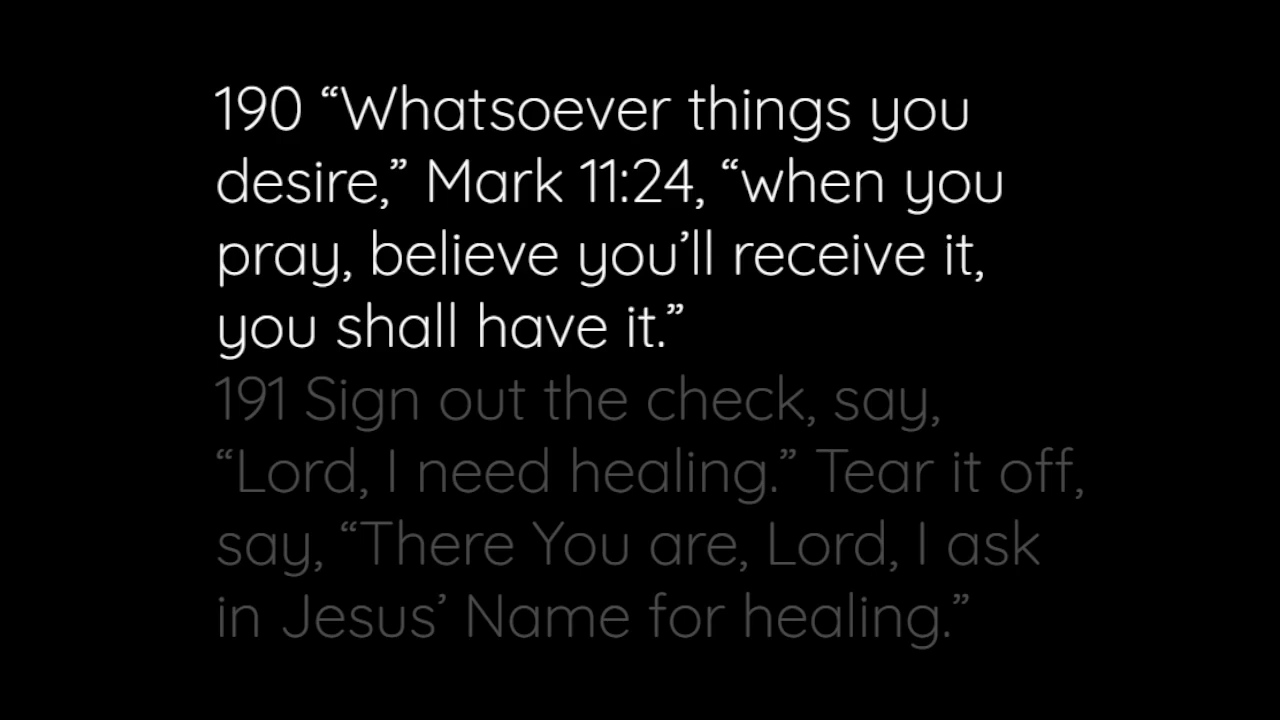 190 “Whatsoever things you
desire,” Mark 11:24, “when you
pray, believe you’ll receive it,
you shall have it.”
191 Sign out the check, say,
“Lord, I need healing.” Tear it off,
say, “There You are, Lord, I ask
in Jesus’ Name for healing.”